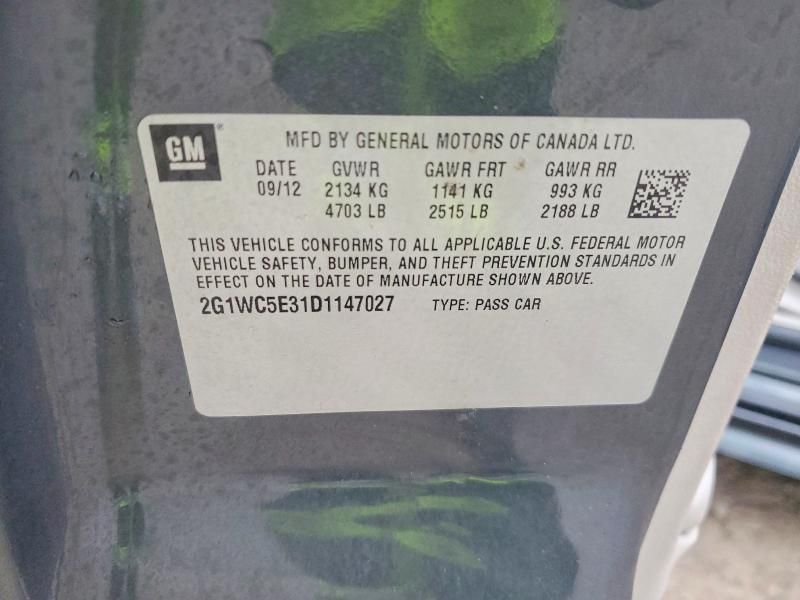 GM
MFD BY GENERAL MOTORS OF CANADA LTD.
DATE GVWR GAWR FRT GAWR RR
09/12 2134 KG 1141 KG 993 KG
4703 LB 2515 LB 2188 LB
THIS VEHICLE CONFORMS TO ALL APPLICABLE U.S. FEDERAL MOTOR
VEHICLE SAFETY, BUMPER, AND THEFT PREVENTION STANDARDS IN
EFFECT ON THE DATE OF MANUFACTURE SHOWN ABOVE.
2G1WC5E31D1147027 TYPE: PASS CAR